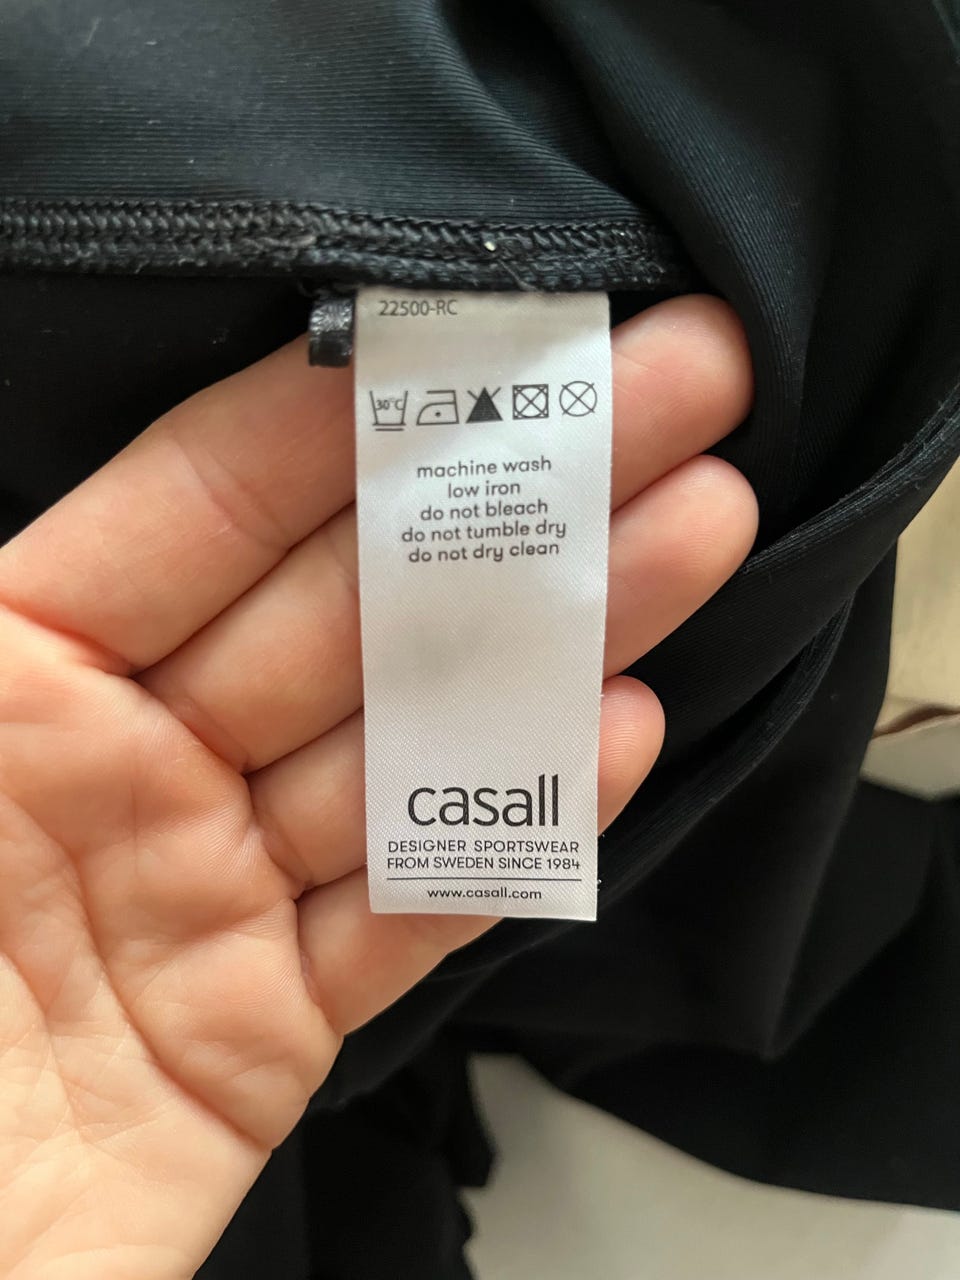 22500-RC
30°C
machine wash
low iron
do not bleach
do not tumble dry
do not dry clean
casall
DESIGNER SPORTSWEAR
FROM SWEDEN SINCE 1984
www.casall.com